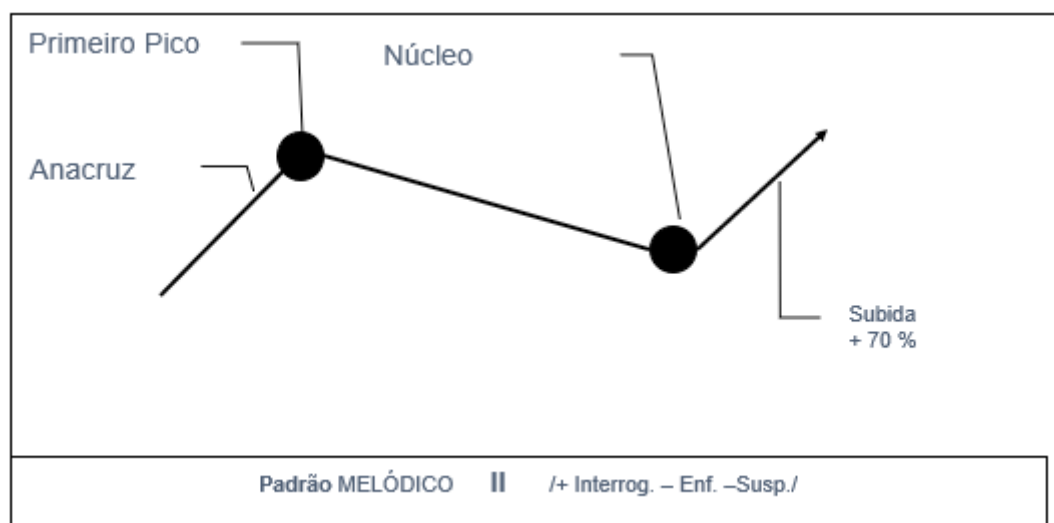 Primeiro Pico
Núcleo
Anacruz
Subida
+ 70 %
Padrão MELÓDICO II /+ Interrog. – Enf. –Susp./